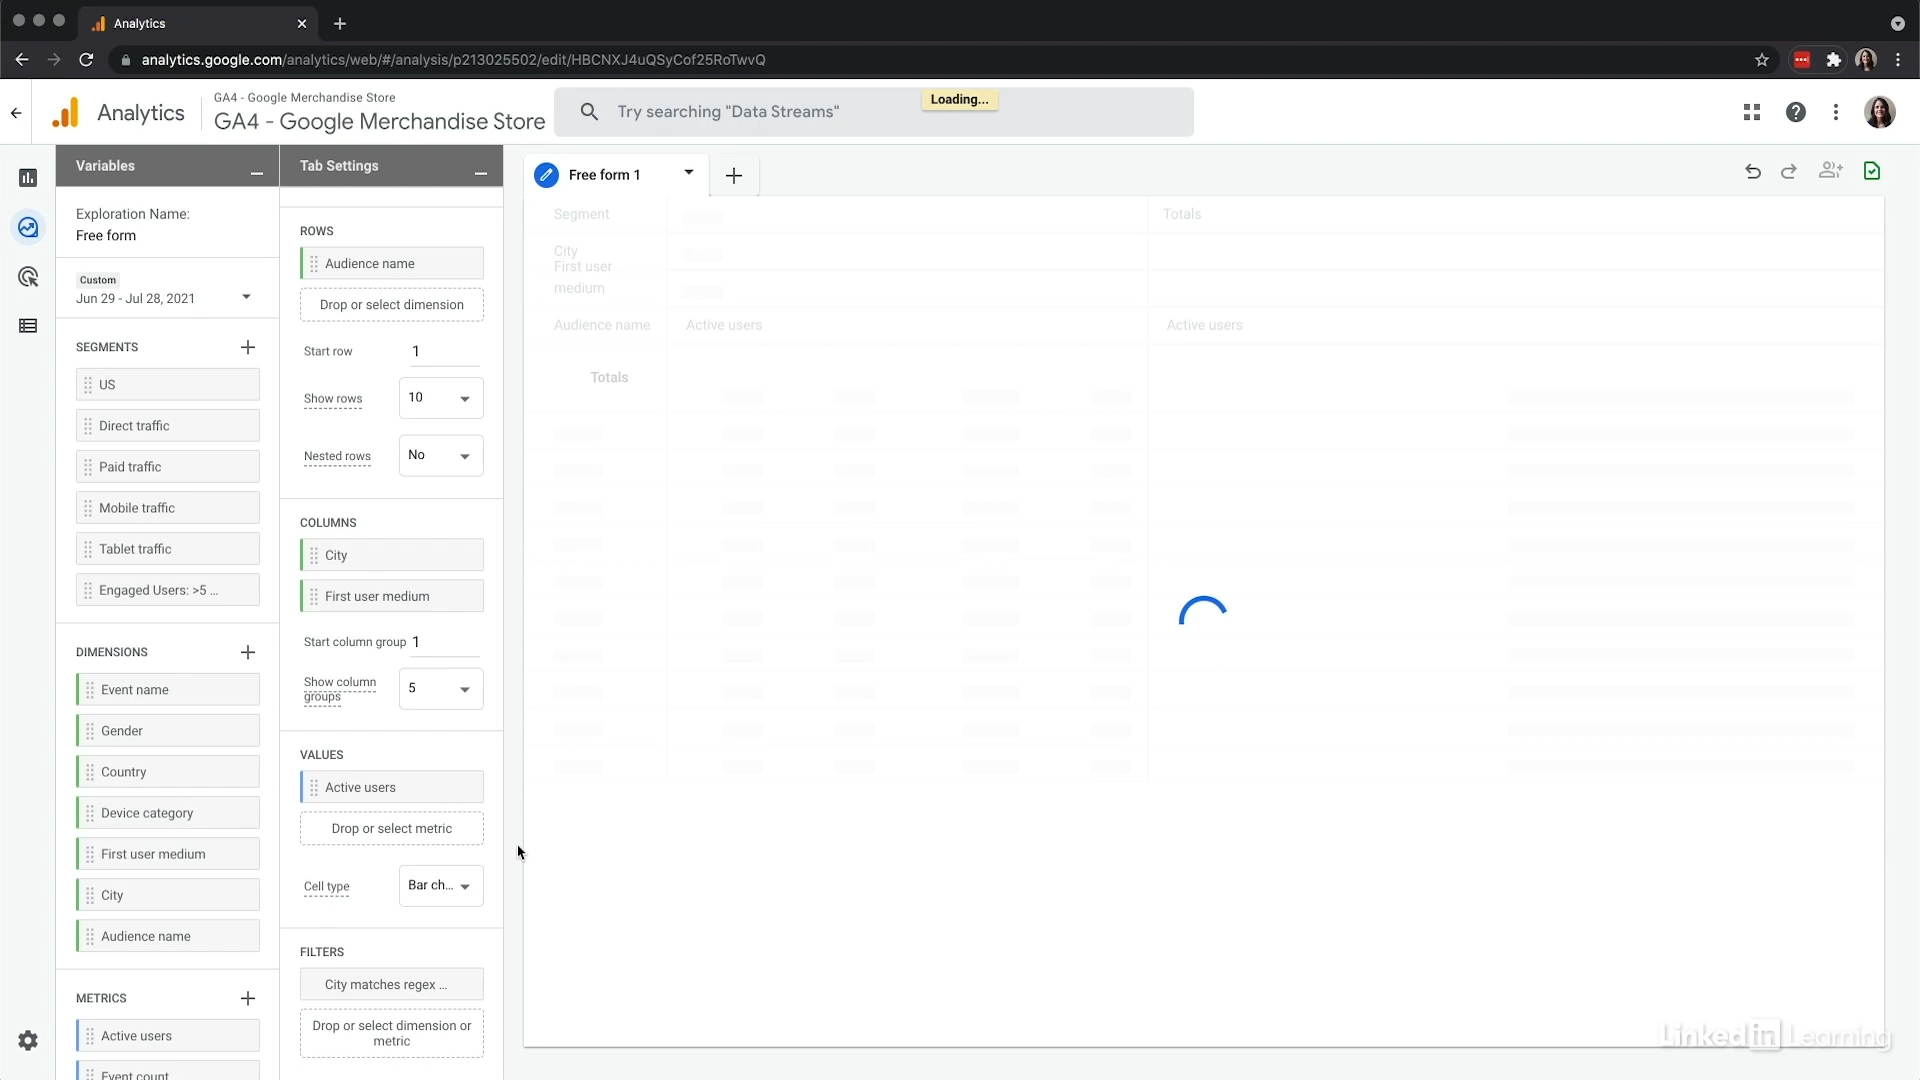 Analytics
analytics.google.com/analytics/web/#/analysis/p213025502/edit/HBCNXJ4uQSyCof25RoTwvQ
Analytics
GA4 - Google Merchandise Store
GA4 - Google Merchandise Store
Try searching "Data Streams"
Loading...
Variables
Exploration Name:
Free form
Custom
Jun 29 - Jul 28, 2021
SEGMENTS
US
Direct traffic
Paid traffic
Mobile traffic
Tablet traffic
Engaged Users: >5 ...
DIMENSIONS
Event name
Gender
Country
Device category
First user medium
City
Audience name
METRICS
Active users
Event count
Tab Settings
ROWS
Audience name
Drop or select dimension
Start row 1
Show rows 10
Nested rows No
COLUMNS
City
First user medium
Start column group 1
Show column
groups
5
VALUES
Active users
Drop or select metric
Cell type Bar ch...
FILTERS
City matches regex ...
Drop or select dimension or
metric
Free form 1
Segment
Totals
City
First user
medium
Audience name Active users Active users
Totals
Linked in Learning